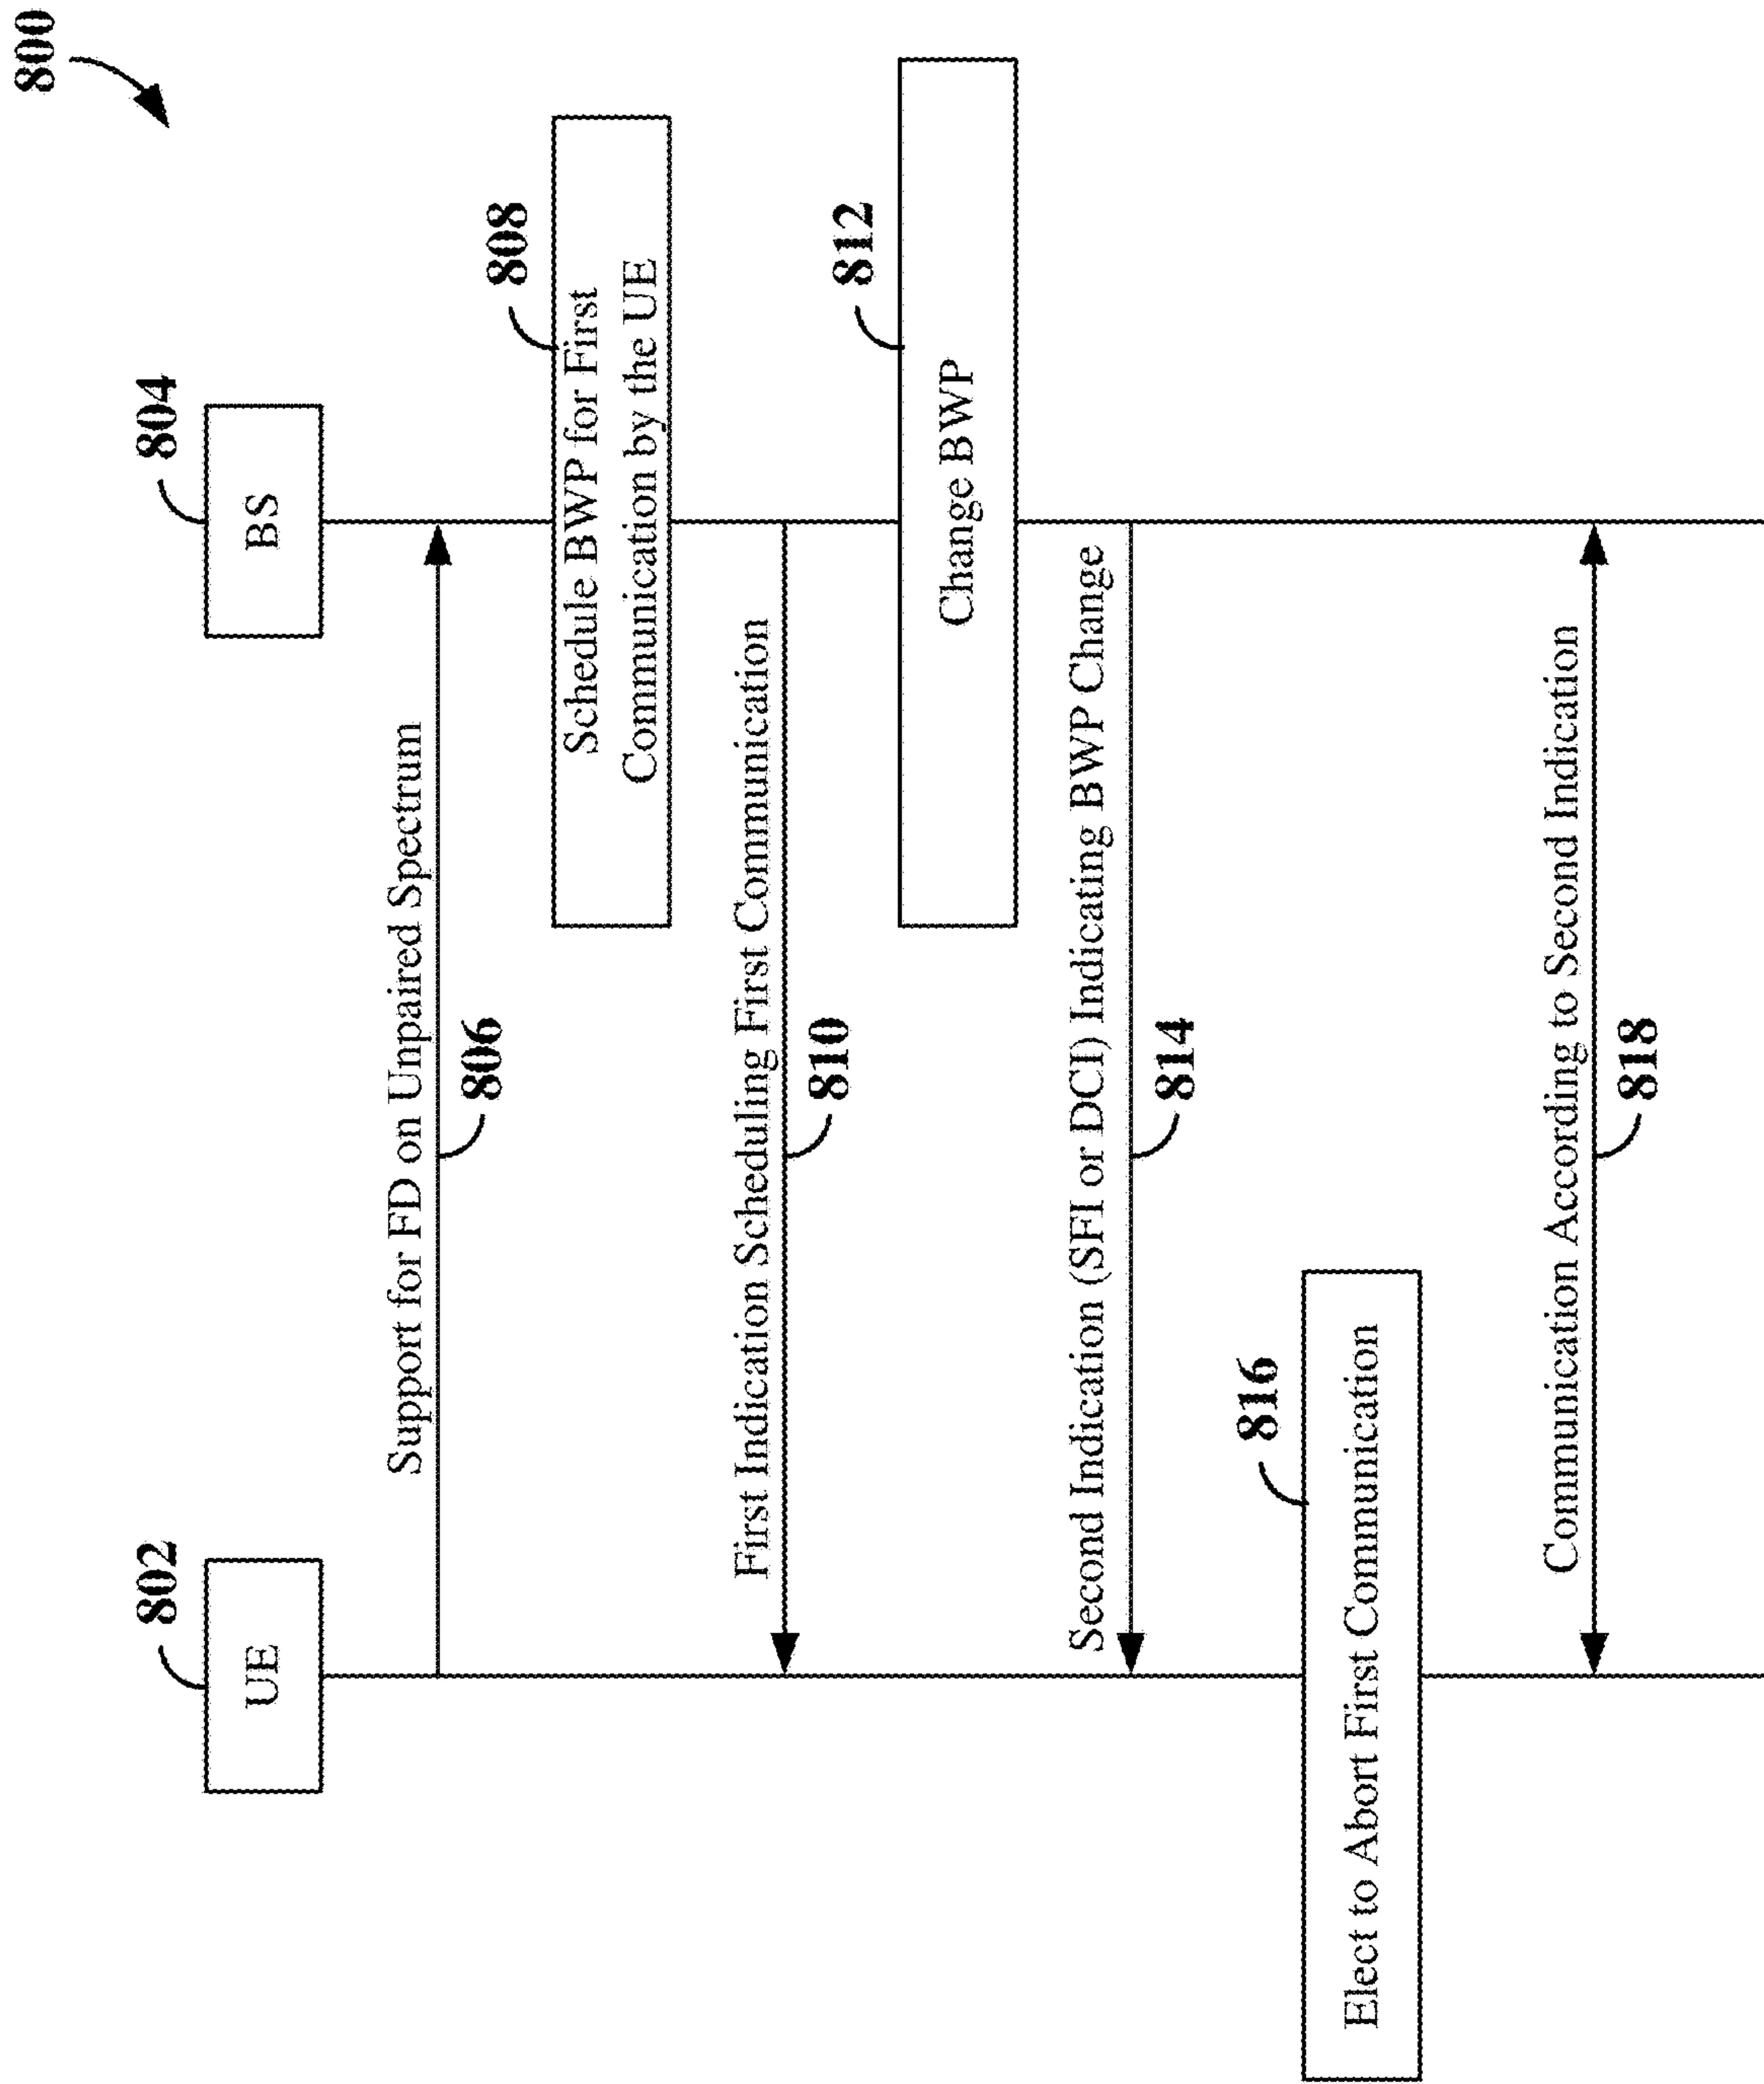 800
802
UE
804
BS
Support for FD on Unpaired Spectrum
806
808
Schedule BWP for First
Communication by the UE
First Indication Scheduling First Communication
810
812
Change BWP
Second Indication (SFI or DCI) Indicating BWP Change
814
816
Elect to Abort First Communication
Communication According to Second Indication
818